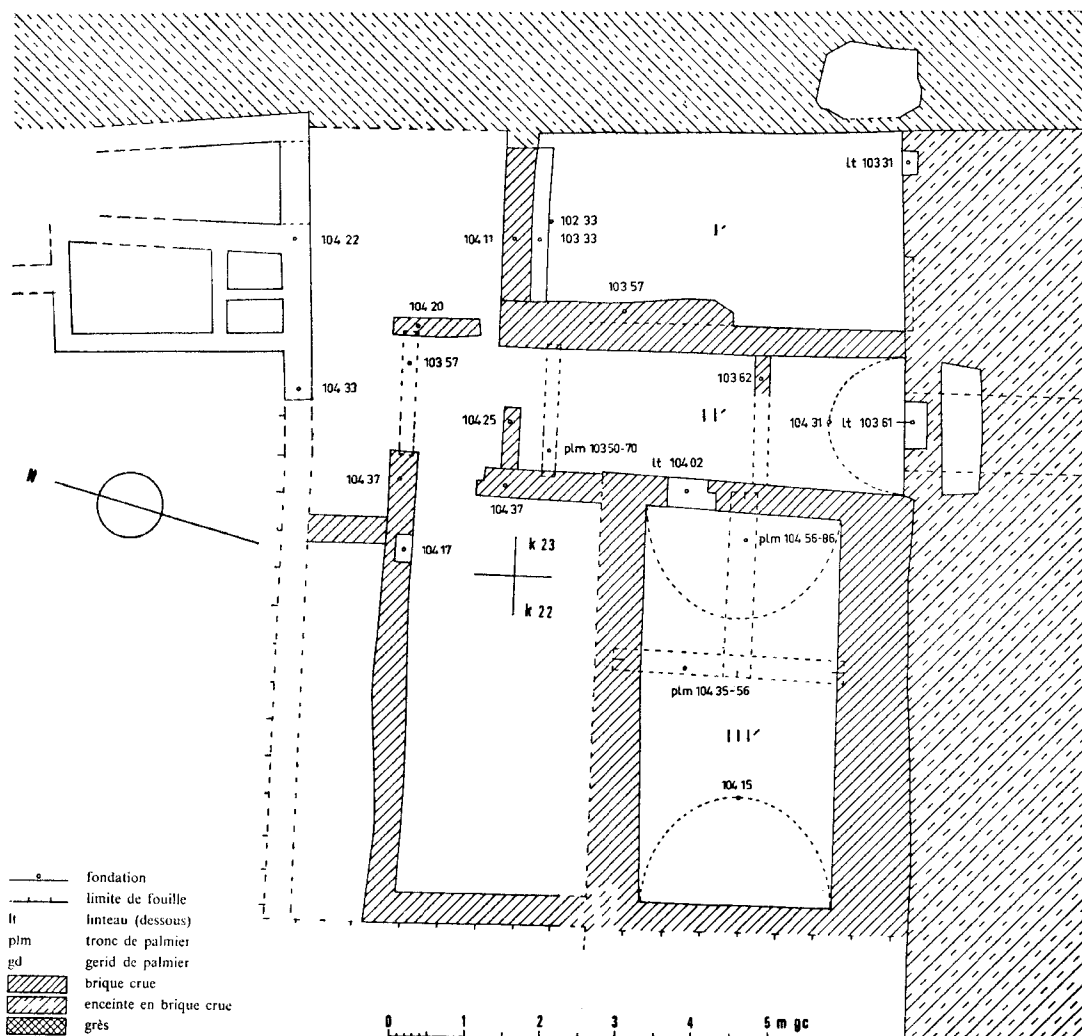 lt 103 31
102 33
104 22
104 11
103 33
I'
103 57
104 20
103 57
103 62
104 33
104 25
II'
104 31
lt 103 61
plm 103 50-70
lt 104 02
N
104 37
104 37
k 23
plm 104 56-86
104 17
k 22
plm 104 35-56
III'
104 15
fondation
limite de fouille
lt linteau (dessous)
plm tronc de palmier
gd gerid de palmier
brique crue
enceinte en brique crue
grès
0 1 2 3 4 5 m gc